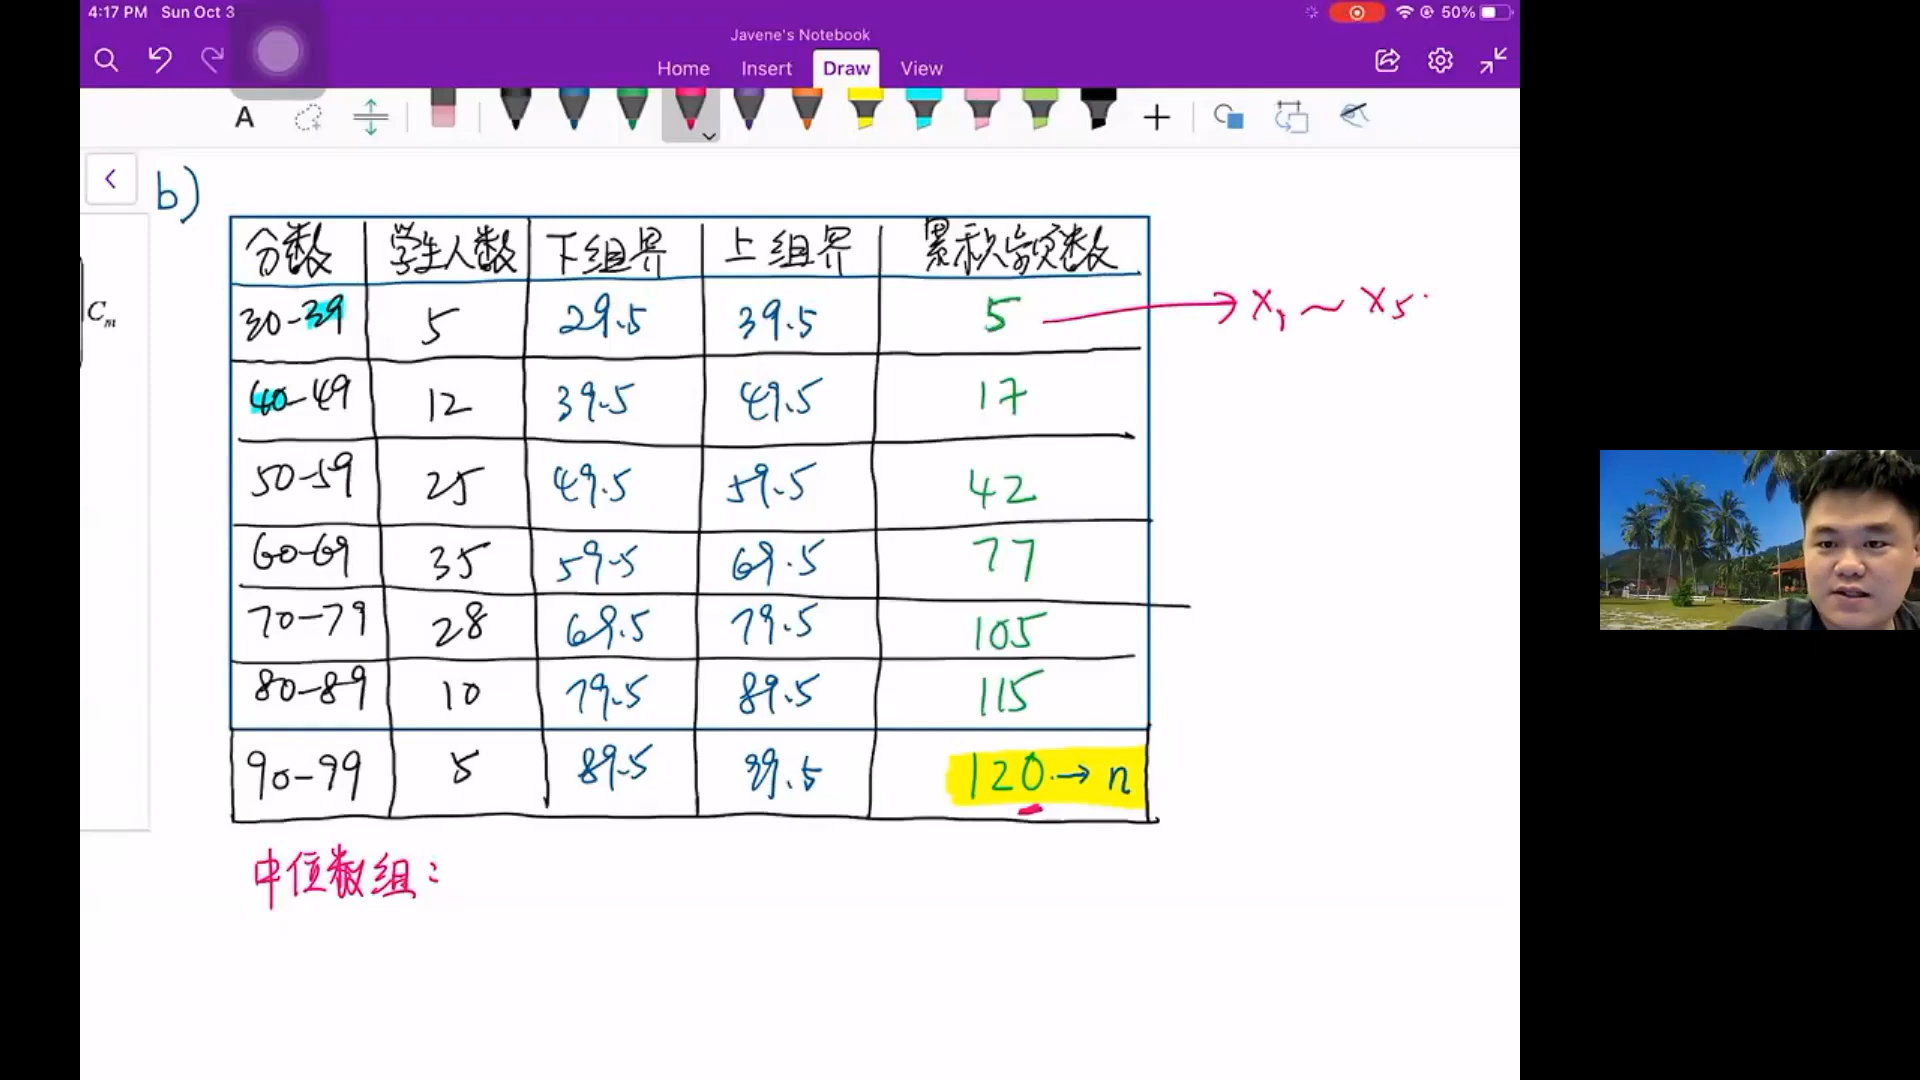 4:17 PM Sun Oct 3
50%
Javene's Notebook
Home Insert Draw View
A
b)
C_m
分数 学生人数 下组界 上组界 累积频数
30-39 5 29.5 39.5 5 → x₁ ~ x₅
40-49 12 39.5 49.5 17
50-59 25 49.5 59.5 42
60-69 35 59.5 69.5 77
70-79 28 69.5 79.5 105
80-89 10 79.5 89.5 115
90-99 5 89.5 99.5 120 → n
中位数组: